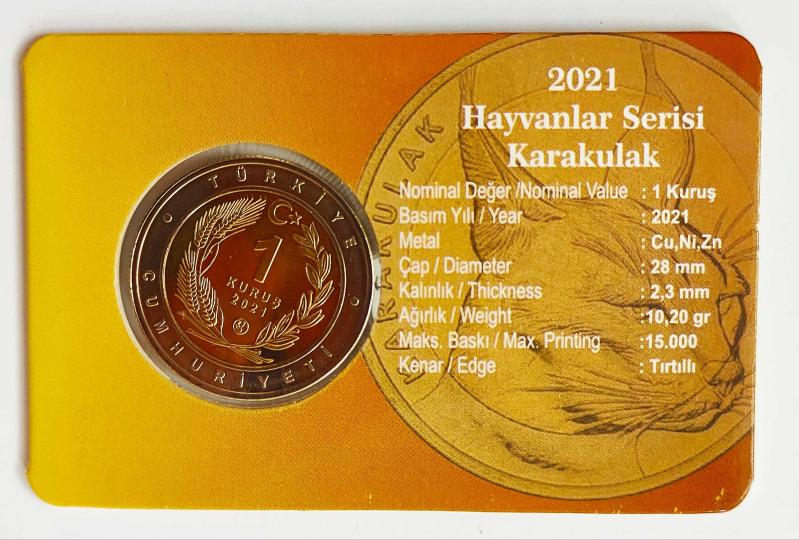 2021
Hayvanlar Serisi
Karakulak
Nominal Değer /Nominal Value : 1 Kuruş
Basım Yılı / Year : 2021
Metal : Cu,Ni,Zn
Çap / Diameter : 28 mm
Kalınlık / Thickness : 2,3 mm
Ağırlık / Weight :10,20 gr
Maks. Baskı / Max. Printing :15.000
Kenar / Edge : Tırtıllı
TÜRKİYE
CUMHURİYETİ
1
KURUŞ
2021
KARAKULAK